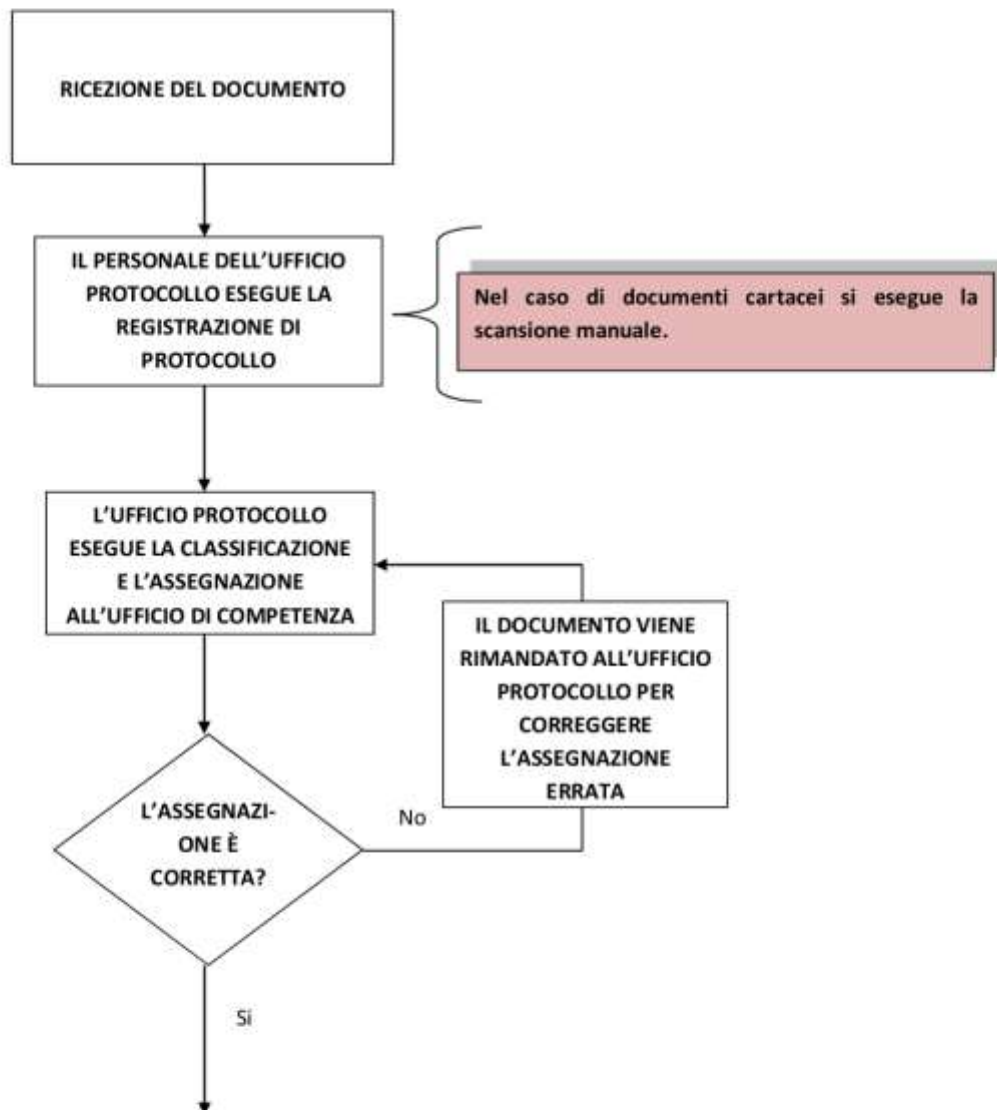 RICEZIONE DEL DOCUMENTO
IL PERSONALE DELL’UFFICIO
PROTOCOLLO ESEGUE LA
REGISTRAZIONE DI
PROTOCOLLO
Nel caso di documenti cartacei si esegue la
scansione manuale.
L’UFFICIO PROTOCOLLO
ESEGUE LA CLASSIFICAZIONE
E L’ASSEGNAZIONE
ALL’UFFICIO DI COMPETENZA
IL DOCUMENTO VIENE
RIMANDATO ALL’UFFICIO
PROTOCOLLO PER
CORREGGERE
L’ASSEGNAZIONE
ERRATA
L’ASSEGNAZI-
ONE È
CORRETTA?
No
Si